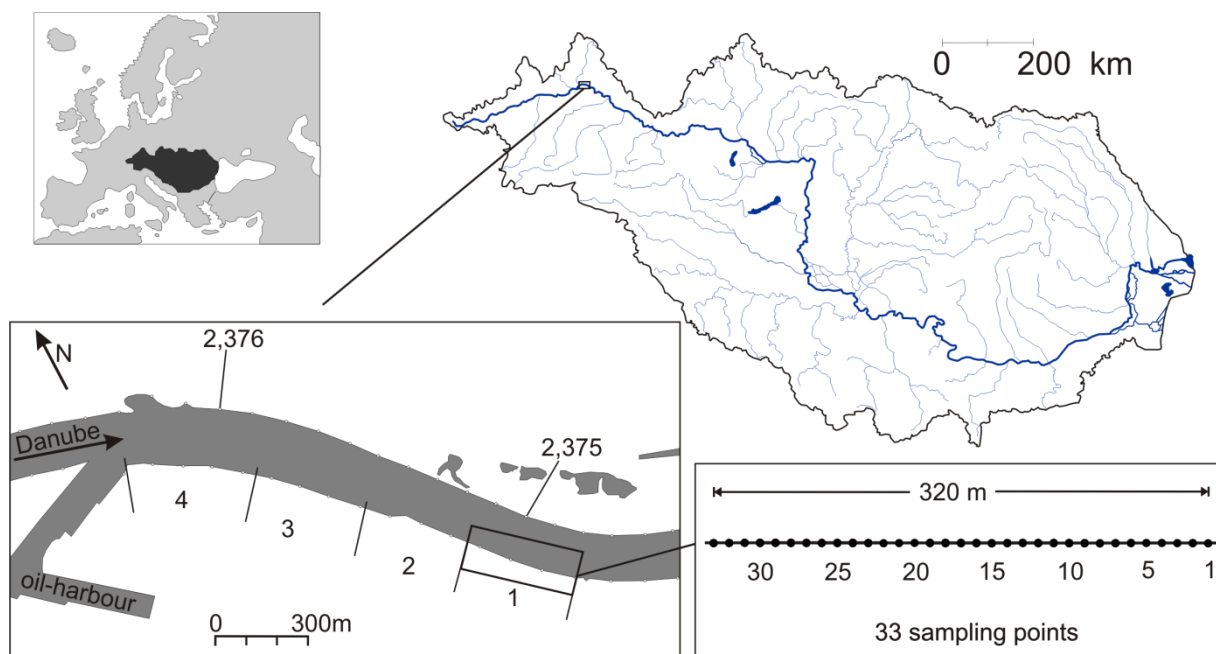 0 200 km
N
2,376
Danube
2,375
4
3
2
1
oil-harbour
0 300m
320 m
30 25 20 15 10 5 1
33 sampling points